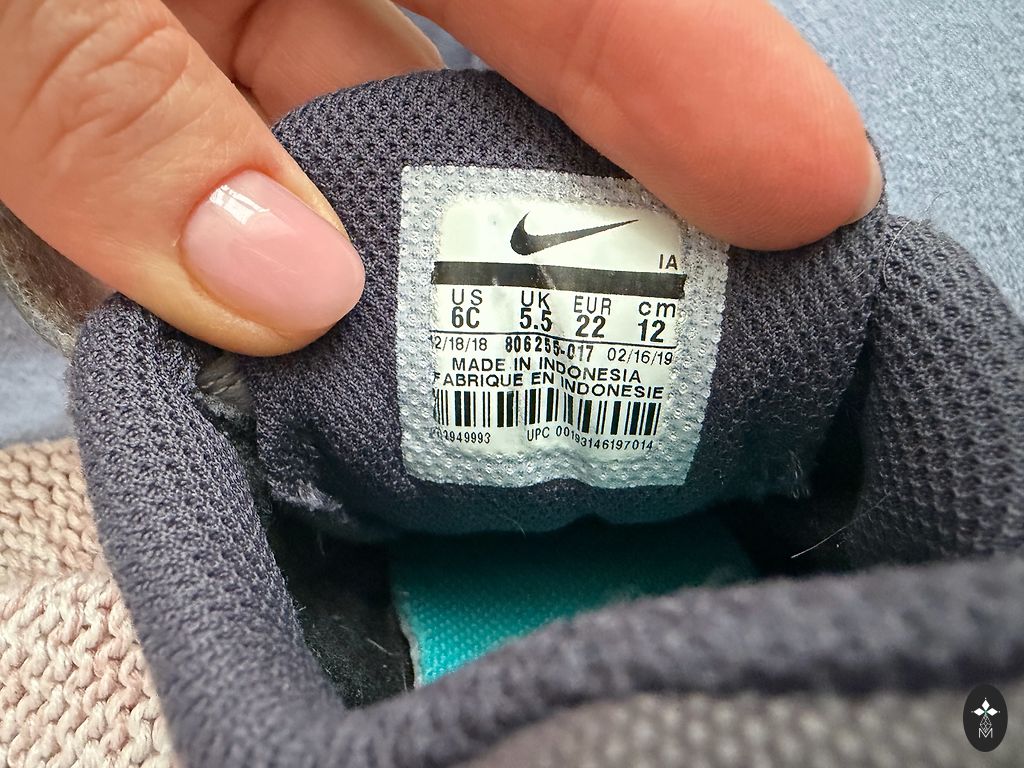 IA
US UK EUR cm
6C 5.5 22 12
2/18/18 806255-017 02/16/19
MADE IN INDONESIA
FABRIQUE EN INDONESIE
UPC 00193146197014
M